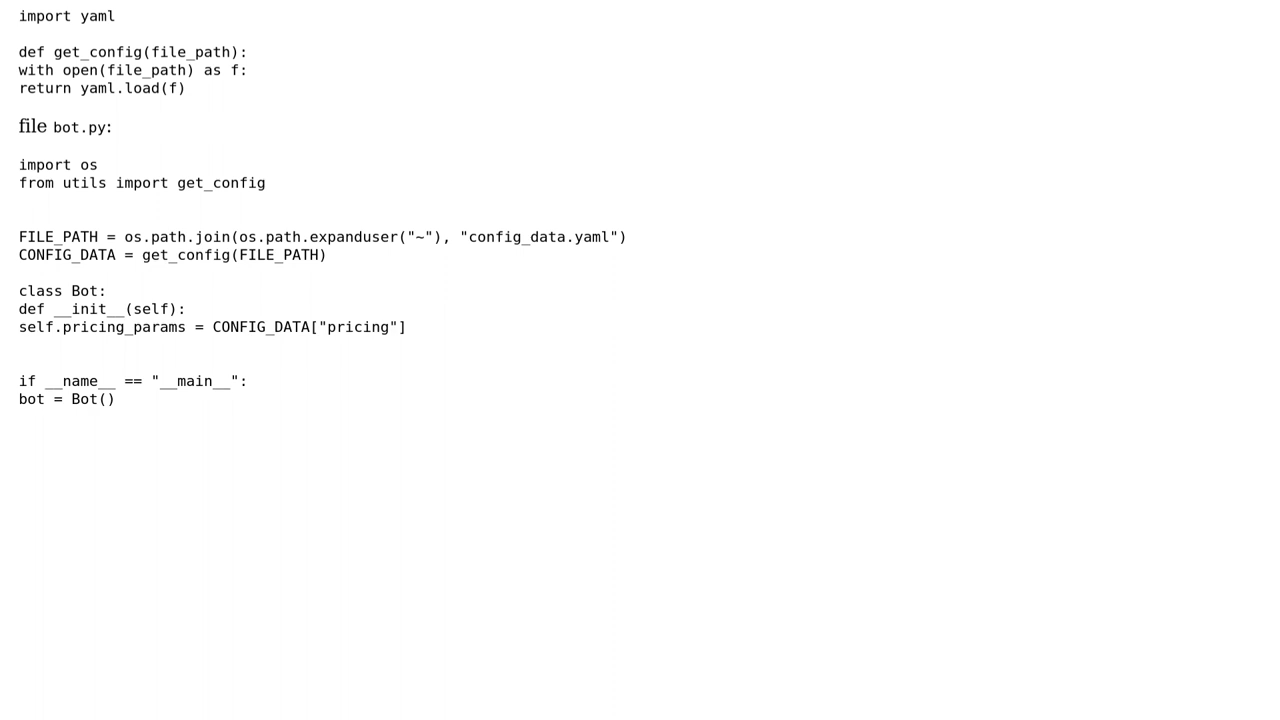 import yaml
def get_config(file_path):
with open(file_path) as f:
return yaml.load(f)
file bot.py:
import os
from utils import get_config
FILE_PATH = os.path.join(os.path.expanduser("~"), "config_data.yaml")
CONFIG_DATA = get_config(FILE_PATH)
class Bot:
def __init__(self):
self.pricing_params = CONFIG_DATA["pricing"]
if __name__ == "__main__":
bot = Bot()